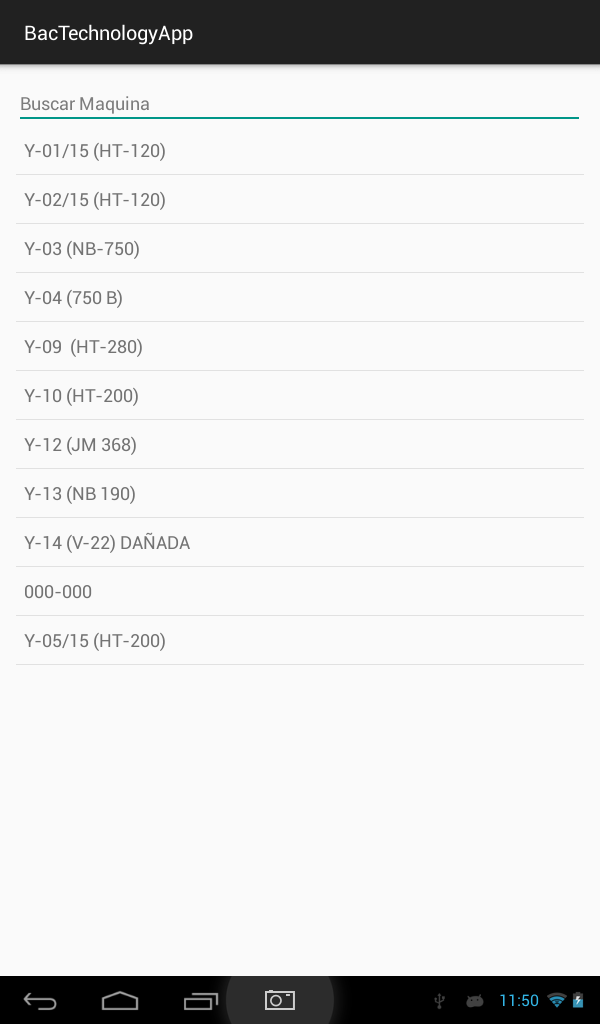 BacTechnologyApp
Buscar Maquina
Y-01/15 (HT-120)
Y-02/15 (HT-120)
Y-03 (NB-750)
Y-04 (750 B)
Y-09  (HT-280)
Y-10 (HT-200)
Y-12 (JM 368)
Y-13 (NB 190)
Y-14 (V-22) DAÑADA
000-000
Y-05/15 (HT-200)
11:50